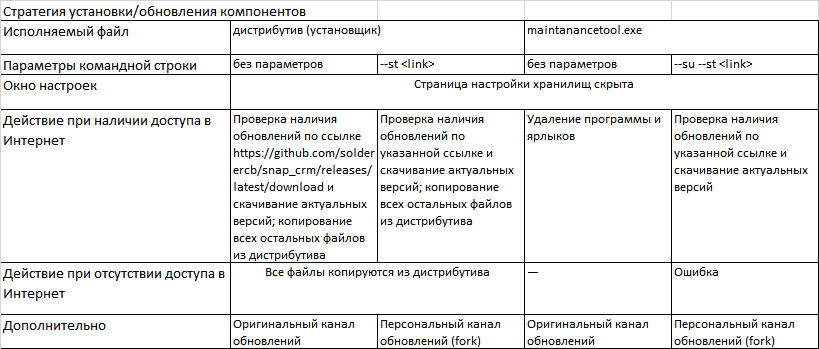 Стратегия установки/обновления компонентов
Исполняемый файл
дистрибутив (установщик)
maintanancetool.exe
Параметры командной строки
без параметров
--st <link>
без параметров
--su --st <link>
Окно настроек
Страница настройки хранилищ скрыта
Действие при наличии доступа в
Интернет
Проверка наличия
обновлений по ссылке
https://github.com/solder
ercb/snap_crm/releases/
latest/download и
скачивание актуальных
версий; копирование
всех остальных файлов
из дистрибутива
Проверка наличия
обновлений по
указанной ссылке и
скачивание актуальных
версий; копирование
всех остальных файлов
из дистрибутива
Удаление программы и
ярлыков
Проверка наличия
обновлений по
указанной ссылке и
скачивание актуальных
версий
Действие при отсутствии доступа в
Интернет
Все файлы копируются из дистрибутива
—
Ошибка
Дополнительно
Оригинальный канал
обновлений
Персональный канал
обновлений (fork)
Оригинальный канал
обновлений
Персональный канал
обновлений (fork)